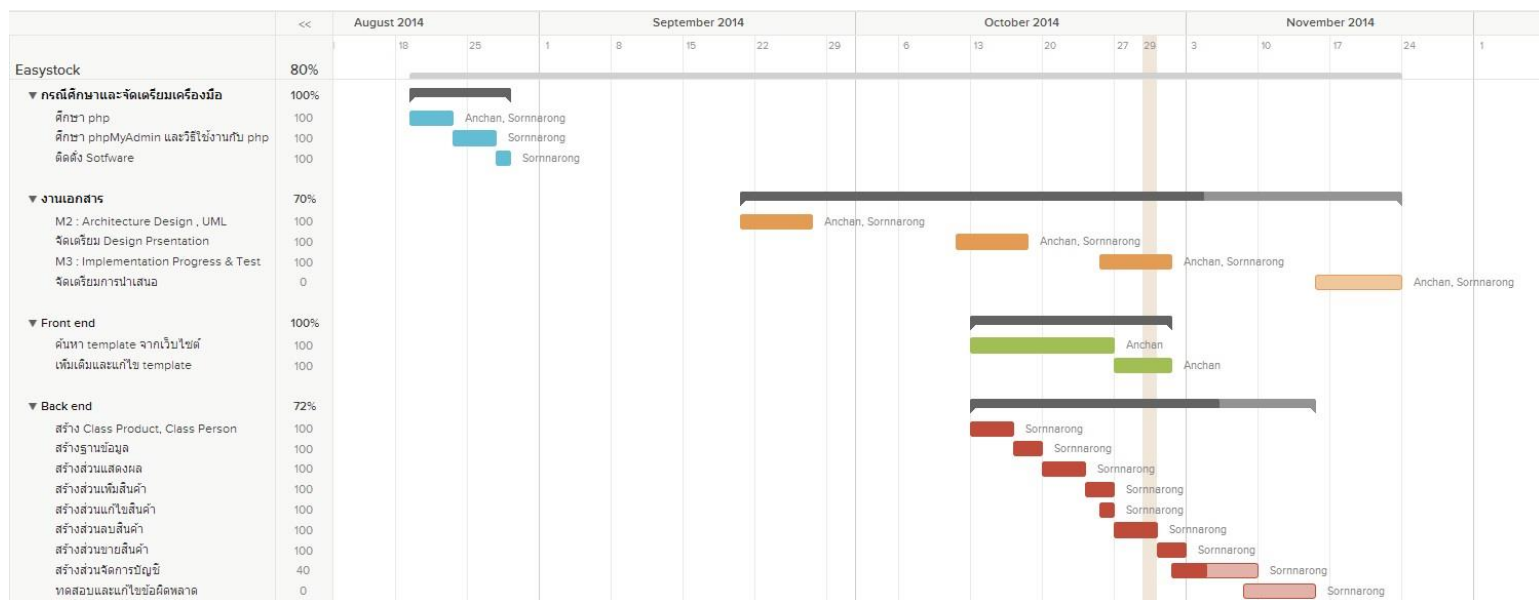 << August 2014 September 2014 October 2014 November 2014
18 25 1 8 15 22 29 6 13 20 27 29 3 10 17 24 1
Easystock 80%
▼ กรณีศึกษาและจัดเตรียมเครื่องมือ 100%
ศึกษา php 100 Anchan, Sornnarong
ศึกษา phpMyAdmin และวิธีใช้งานกับ php 100 Sornnarong
ติดตั้ง Sotfware 100 Sornnarong
▼ งานเอกสาร 70%
M2 : Architecture Design , UML 100 Anchan, Sornnarong
จัดเตรียม Design Prsentation 100 Anchan, Sornnarong
M3 : Implementation Progress & Test 100 Anchan, Sornnarong
จัดเตรียมการนำเสนอ 0 Anchan, Sornnarong
▼ Front end 100%
ค้นหา template จากเว็บไซต์ 100 Anchan
เพิ่มเติมและแก้ไข template 100 Anchan
▼ Back end 72%
สร้าง Class Product, Class Person 100 Sornnarong
สร้างฐานข้อมูล 100 Sornnarong
สร้างส่วนแสดงผล 100 Sornnarong
สร้างส่วนเพิ่มสินค้า 100 Sornnarong
สร้างส่วนแก้ไขสินค้า 100 Sornnarong
สร้างส่วนลบสินค้า 100 Sornnarong
สร้างส่วนขายสินค้า 100 Sornnarong
สร้างส่วนจัดการบัญชี 40 Sornnarong
ทดสอบและแก้ไขข้อผิดพลาด 0 Sornnarong